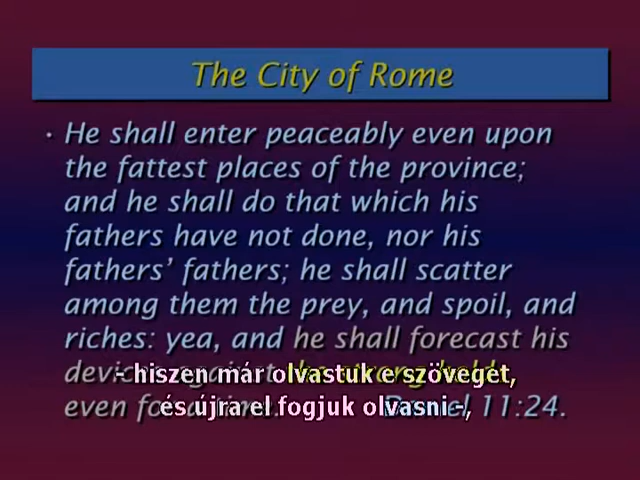 The City of Rome
• He shall enter peaceably even upon
the fattest places of the province;
and he shall do that which his
fathers have not done, nor his
fathers' fathers; he shall scatter
among them the prey, and spoil, and
riches: yea, and he shall forecast his
- hiszen már olvastuk e szöveget,
even for 11:24.
és újra el fogjuk olvasni -,